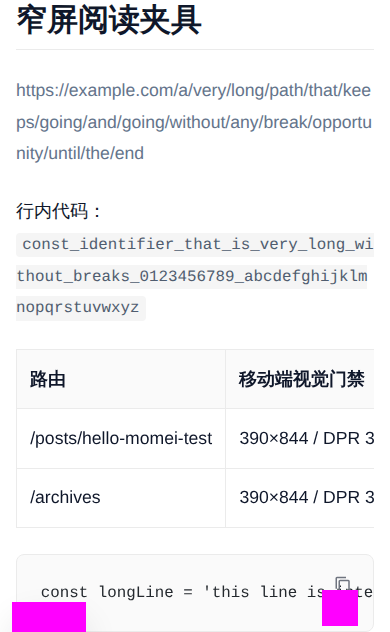 窄屏阅读夹具
https://example.com/a/very/long/path/that/kee
ps/going/and/going/without/any/break/opportu
nity/until/the/end
行内代码：
const_identifier_that_is_very_long_wi
thout_breaks_0123456789_abcdefghijklm
nopqrstuvwxyz
路由 移动端视觉门禁
/posts/hello-momei-test 390×844 / DPR 3
/archives 390×844 / DPR 3
const longLine = 'this line is